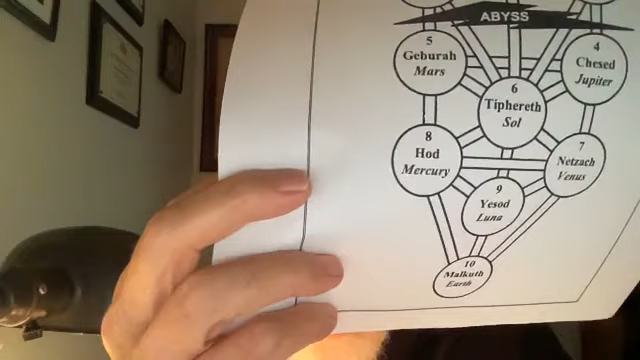 ABYSS
5
Geburah
Mars
4
Chesed
Jupiter
6
Tiphereth
Sol
8
Hod
Mercury
7
Netzach
Venus
9
Yesod
Luna
10
Malkuth
Earth